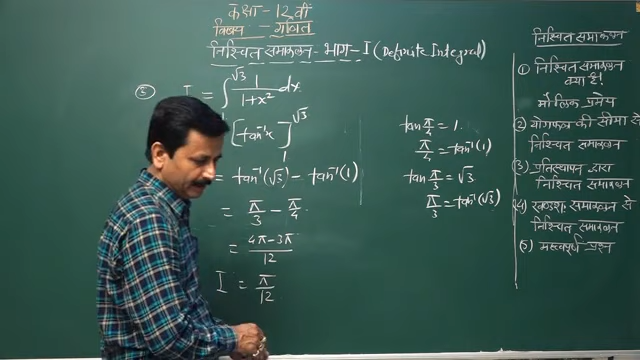 कक्षा - 12 वीं
विषय - गणित
निश्चित समाकलन - भाग - I (Definite Integral)
⑤ I = ∫ √3 1/1+x² dx
[tan⁻¹x]₁^√3
= tan⁻¹(√3) - tan⁻¹(1)
= π/3 - π/4
= 4π-3π/12
I = π/12
tan π/4 = 1.
π/4 = tan⁻¹(1)
tan π/3 = √3
π/3 = tan⁻¹(√3)
निश्चित समाकलन
① निश्चित समाकलन
क्या है!
मौलिक प्रमेय
② योगफल की सीमा से
निश्चित समाकलन
(3) प्रतिस्थापन द्वारा
निश्चित समाकलन
(4) खण्डशः समाकलन से
निश्चित समाकलन
(5) महत्वपूर्ण प्रश्न